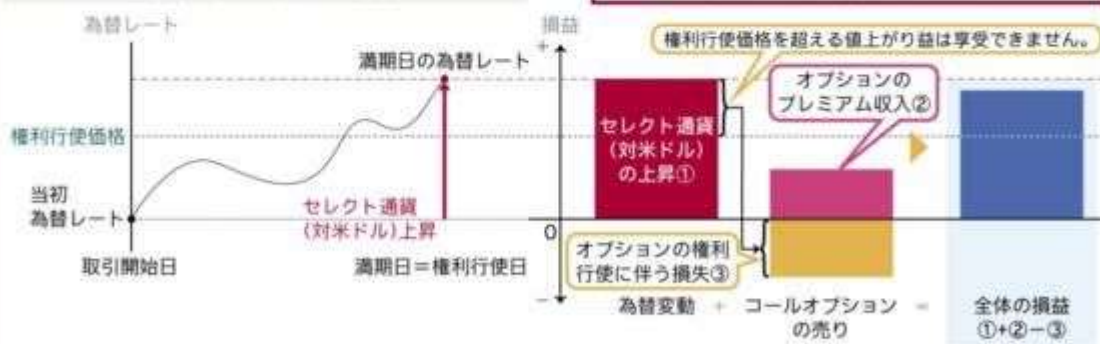 為替レート
満期日の為替レート
権利行使価格
当初
為替レート
セレクト通貨
(対米ドル)上昇
取引開始日
満期日=権利行使日
損益
+
権利行使価格を超える値上がり益は享受できません。
オプションの
プレミアム収入②
セレクト通貨
(対米ドル)
の上昇①
0
オプションの権利
行使に伴う損失③
−
為替変動 + コールオプション = 全体の損益
の売り ①+②−③